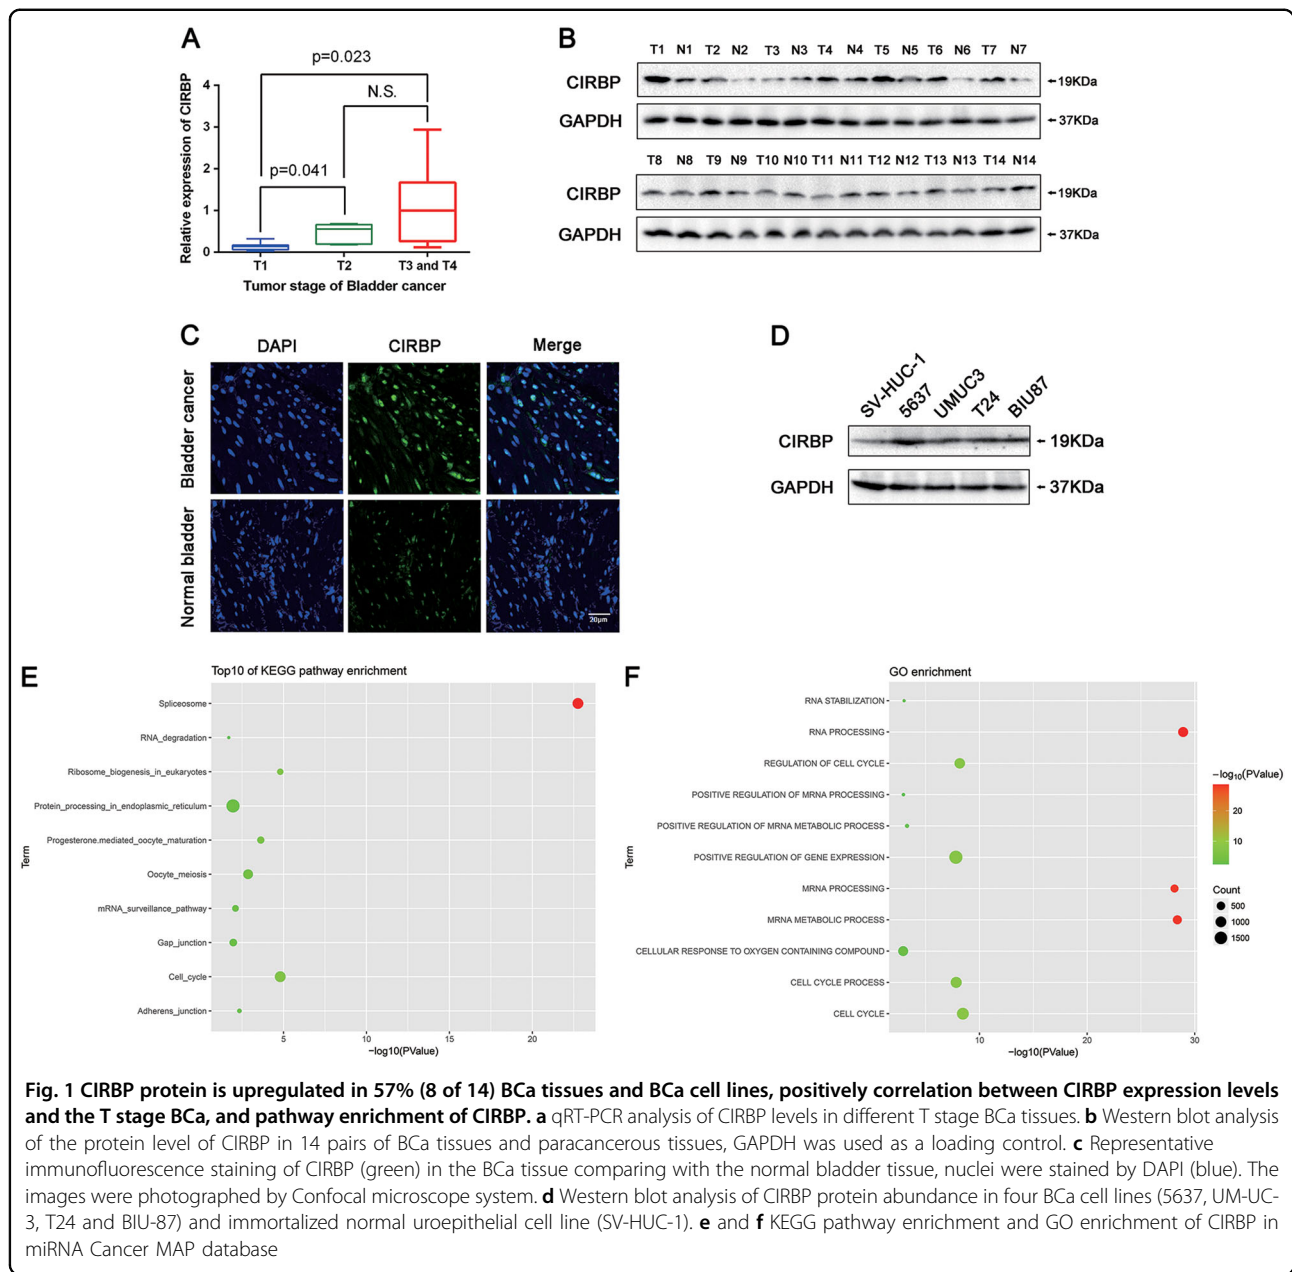 A
p=0.023
N.S.
p=0.041
Relative expression of CIRBP
4
3
2
1
0
T1 T2 T3 and T4
Tumor stage of Bladder cancer
B
T1 N1 T2 N2 T3 N3 T4 N4 T5 N5 T6 N6 T7 N7
CIRBP ←19KDa
GAPDH ←37KDa
T8 N8 T9 N9 T10 N10 T11 N11 T12 N12 T13 N13 T14 N14
CIRBP ←19KDa
GAPDH ←37KDa
C
DAPI CIRBP Merge
Bladder cancer
Normal bladder
20μm
D
SV-HUC-1 5637 UMUC3 T24 BIU87
CIRBP ←19KDa
GAPDH ←37KDa
E
Top10 of KEGG pathway enrichment
Term
Spliceosome
RNA_degradation
Ribosome_biogenesis_in_eukaryotes
Protein_processing_in_endoplasmic_reticulum
Progesterone.mediated_oocyte_maturation
Oocyte_meiosis
mRNA_surveillance_pathway
Gap_junction
Cell_cycle
Adherens_junction
5 10 15 20
−log10(PValue)
F
GO enrichment
Term
RNA STABILIZATION
RNA PROCESSING
REGULATION OF CELL CYCLE
POSITIVE REGULATION OF MRNA PROCESSING
POSITIVE REGULATION OF MRNA METABOLIC PROCESS
POSITIVE REGULATION OF GENE EXPRESSION
MRNA PROCESSING
MRNA METABOLIC PROCESS
CELLULAR RESPONSE TO OXYGEN CONTAINING COMPOUND
CELL CYCLE PROCESS
CELL CYCLE
10 20 30
−log10(PValue)
−log10(PValue)
20
10
Count
500
1000
1500
Fig. 1 CIRBP protein is upregulated in 57% (8 of 14) BCa tissues and BCa cell lines, positively correlation between CIRBP expression levels
and the T stage BCa, and pathway enrichment of CIRBP. a qRT-PCR analysis of CIRBP levels in different T stage BCa tissues. b Western blot analysis
of the protein level of CIRBP in 14 pairs of BCa tissues and paracancerous tissues, GAPDH was used as a loading control. c Representative
immunofluorescence staining of CIRBP (green) in the BCa tissue comparing with the normal bladder tissue, nuclei were stained by DAPI (blue). The
images were photographed by Confocal microscope system. d Western blot analysis of CIRBP protein abundance in four BCa cell lines (5637, UM-UC-
3, T24 and BIU-87) and immortalized normal uroepithelial cell line (SV-HUC-1). e and f KEGG pathway enrichment and GO enrichment of CIRBP in
miRNA Cancer MAP database